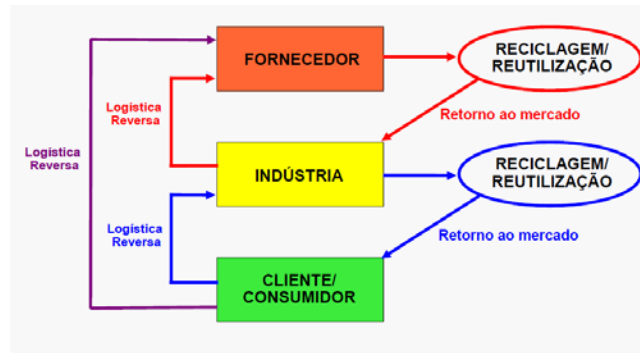 FORNECEDOR
RECICLAGEM/
REUTILIZAÇÃO
Logística
Reversa
Retorno ao mercado
Logística
Reversa
INDÚSTRIA
RECICLAGEM/
REUTILIZAÇÃO
Logística
Reversa
Retorno ao mercado
CLIENTE/
CONSUMIDOR